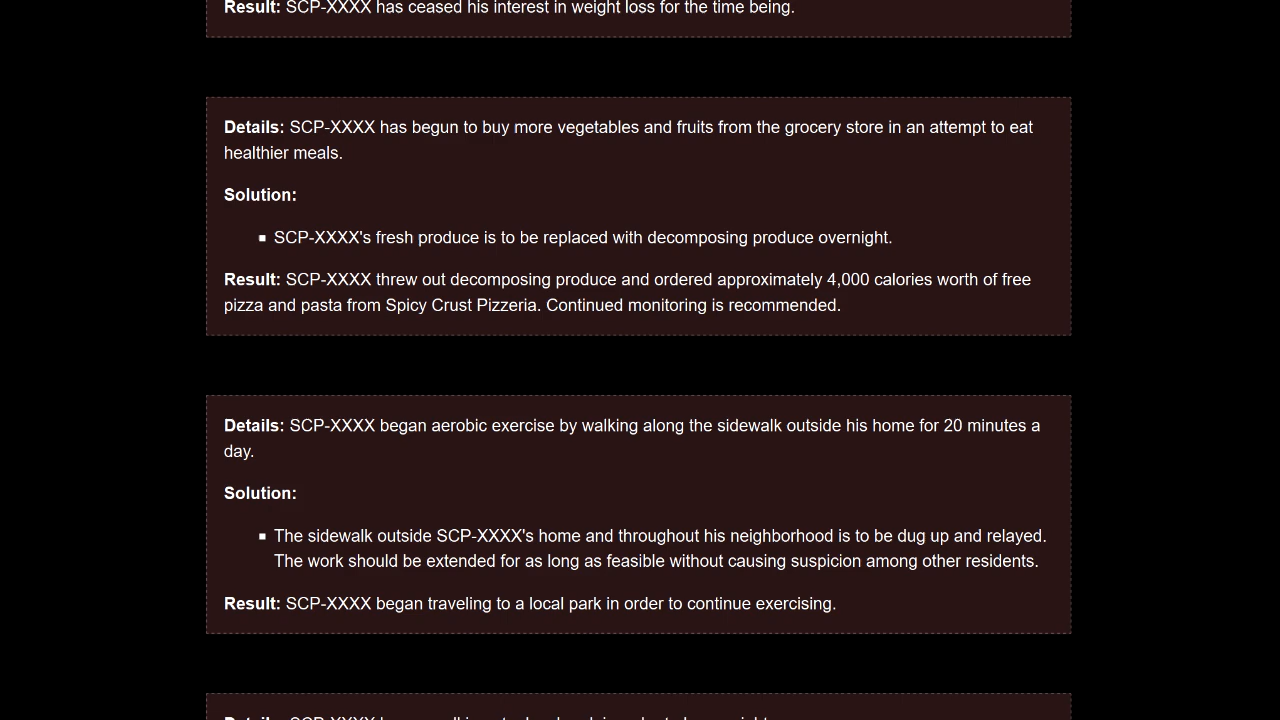 Result: SCP-XXXX has ceased his interest in weight loss for the time being.
Details: SCP-XXXX has begun to buy more vegetables and fruits from the grocery store in an attempt to eat
healthier meals.
Solution:
▪ SCP-XXXX's fresh produce is to be replaced with decomposing produce overnight.
Result: SCP-XXXX threw out decomposing produce and ordered approximately 4,000 calories worth of free
pizza and pasta from Spicy Crust Pizzeria. Continued monitoring is recommended.
Details: SCP-XXXX began aerobic exercise by walking along the sidewalk outside his home for 20 minutes a
day.
Solution:
▪ The sidewalk outside SCP-XXXX's home and throughout his neighborhood is to be dug up and relayed.
The work should be extended for as long as feasible without causing suspicion among other residents.
Result: SCP-XXXX began traveling to a local park in order to continue exercising.
Details: SCP-XXXX